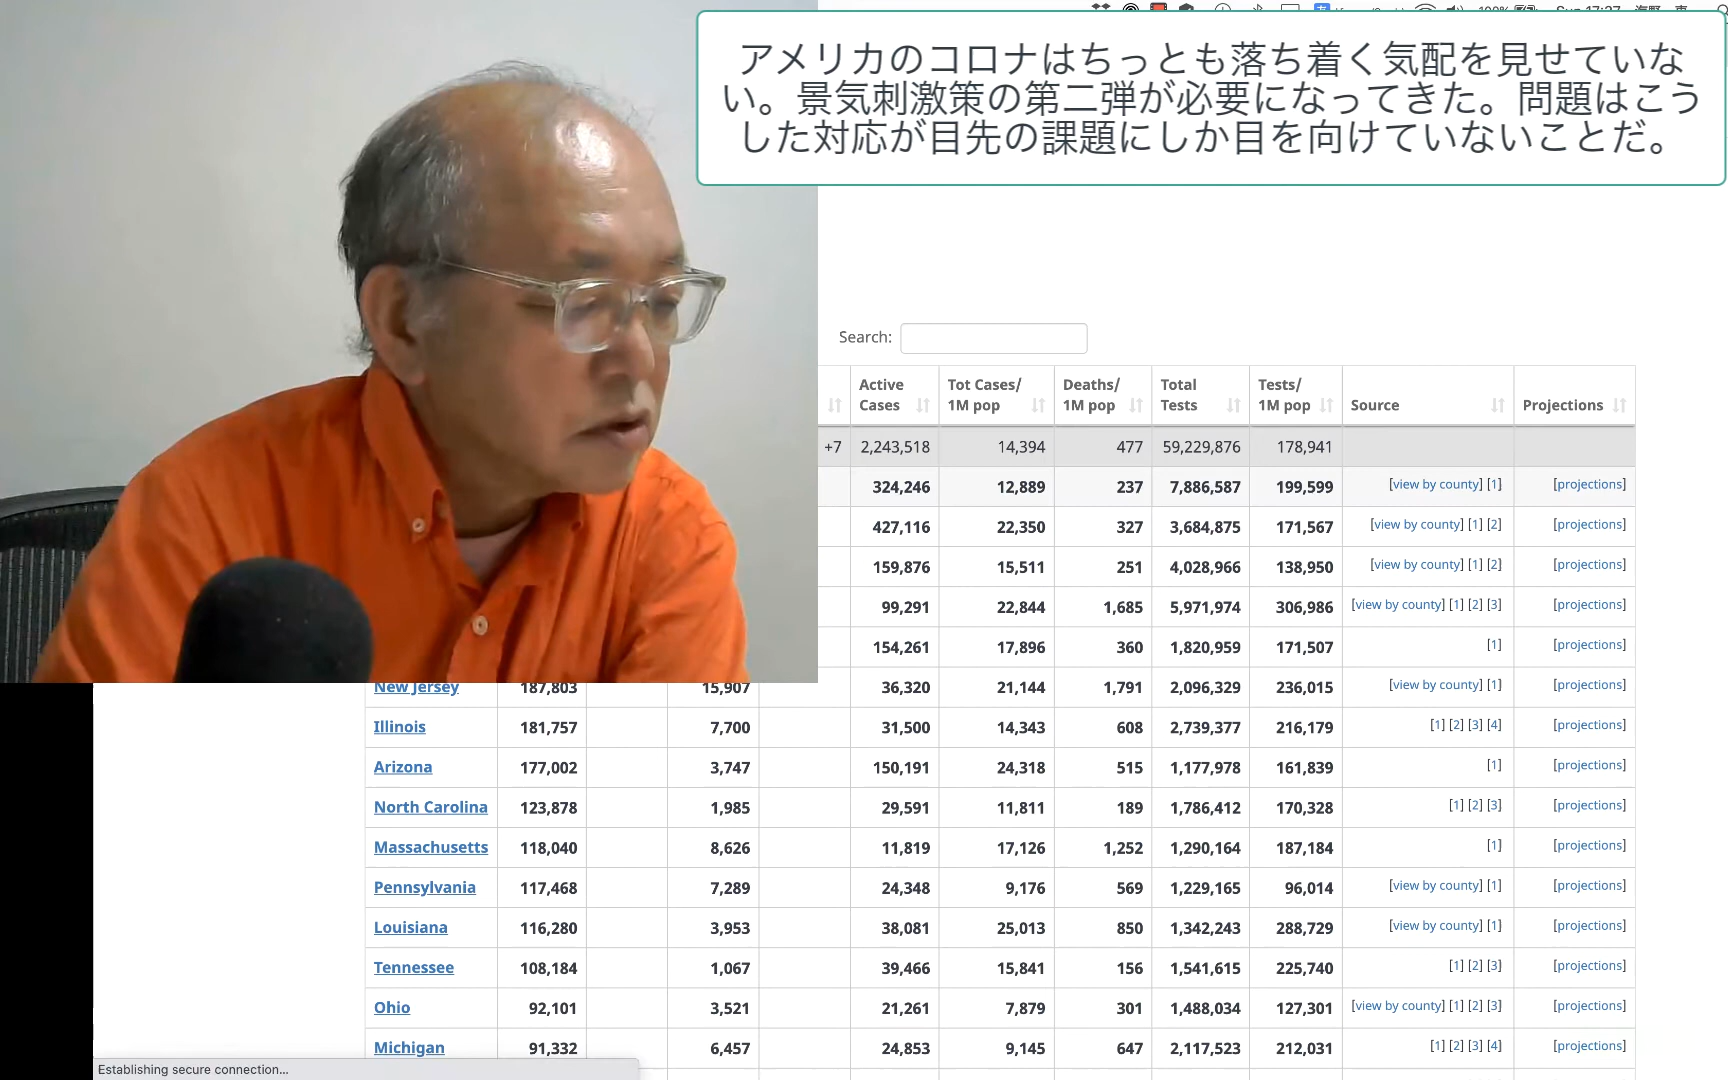 100%
Sun 17:27
アメリカのコロナはちっとも落ち着く気配を見せていな
い。景気刺激策の第二弾が必要になってきた。問題はこう
した対応が目先の課題にしか目を向けていないことだ。
Search:
Active Cases Tot Cases/ 1M pop Deaths/ 1M pop Total Tests Tests/ 1M pop Source Projections
+7 2,243,518 14,394 477 59,229,876 178,941
324,246 12,889 237 7,886,587 199,599 [view by county] [1] [projections]
427,116 22,350 327 3,684,875 171,567 [view by county] [1] [2] [projections]
159,876 15,511 251 4,028,966 138,950 [view by county] [1] [2] [projections]
99,291 22,844 1,685 5,971,974 306,986 [view by county] [1] [2] [3] [projections]
154,261 17,896 360 1,820,959 171,507 [1] [projections]
New Jersey 187,803 15,907 36,320 21,144 1,791 2,096,329 236,015 [view by county] [1] [projections]
Illinois 181,757 7,700 31,500 14,343 608 2,739,377 216,179 [1] [2] [3] [4] [projections]
Arizona 177,002 3,747 150,191 24,318 515 1,177,978 161,839 [1] [projections]
North Carolina 123,878 1,985 29,591 11,811 189 1,786,412 170,328 [1] [2] [3] [projections]
Massachusetts 118,040 8,626 11,819 17,126 1,252 1,290,164 187,184 [1] [projections]
Pennsylvania 117,468 7,289 24,348 9,176 569 1,229,165 96,014 [view by county] [1] [projections]
Louisiana 116,280 3,953 38,081 25,013 850 1,342,243 288,729 [view by county] [1] [projections]
Tennessee 108,184 1,067 39,466 15,841 156 1,541,615 225,740 [1] [2] [3] [projections]
Ohio 92,101 3,521 21,261 7,879 301 1,488,034 127,301 [view by county] [1] [2] [3] [projections]
Michigan 91,332 6,457 24,853 9,145 647 2,117,523 212,031 [1] [2] [3] [4] [projections]
Establishing secure connection...